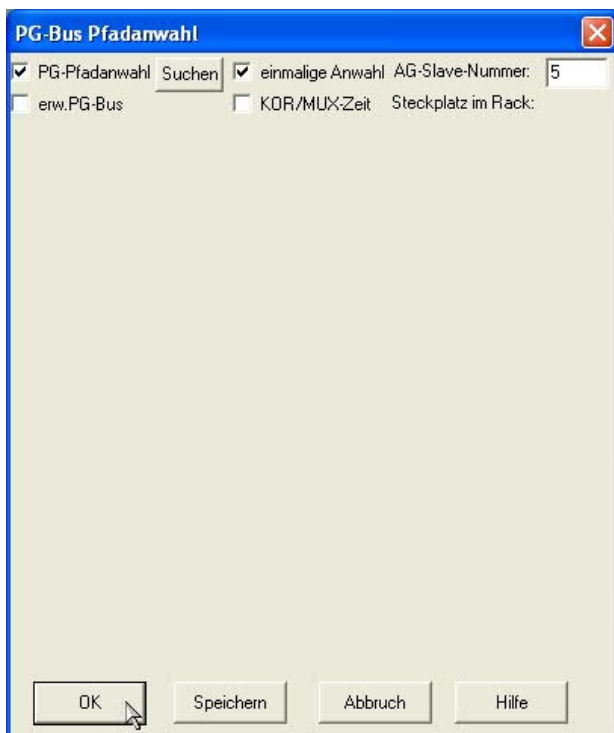 PG-Bus Pfadanwahl
PG-Pfadanwahl Suchen einmalige Anwahl AG-Slave-Nummer: 5
erw.PG-Bus KOR/MUX-Zeit Steckplatz im Rack:
OK Speichern Abbruch Hilfe